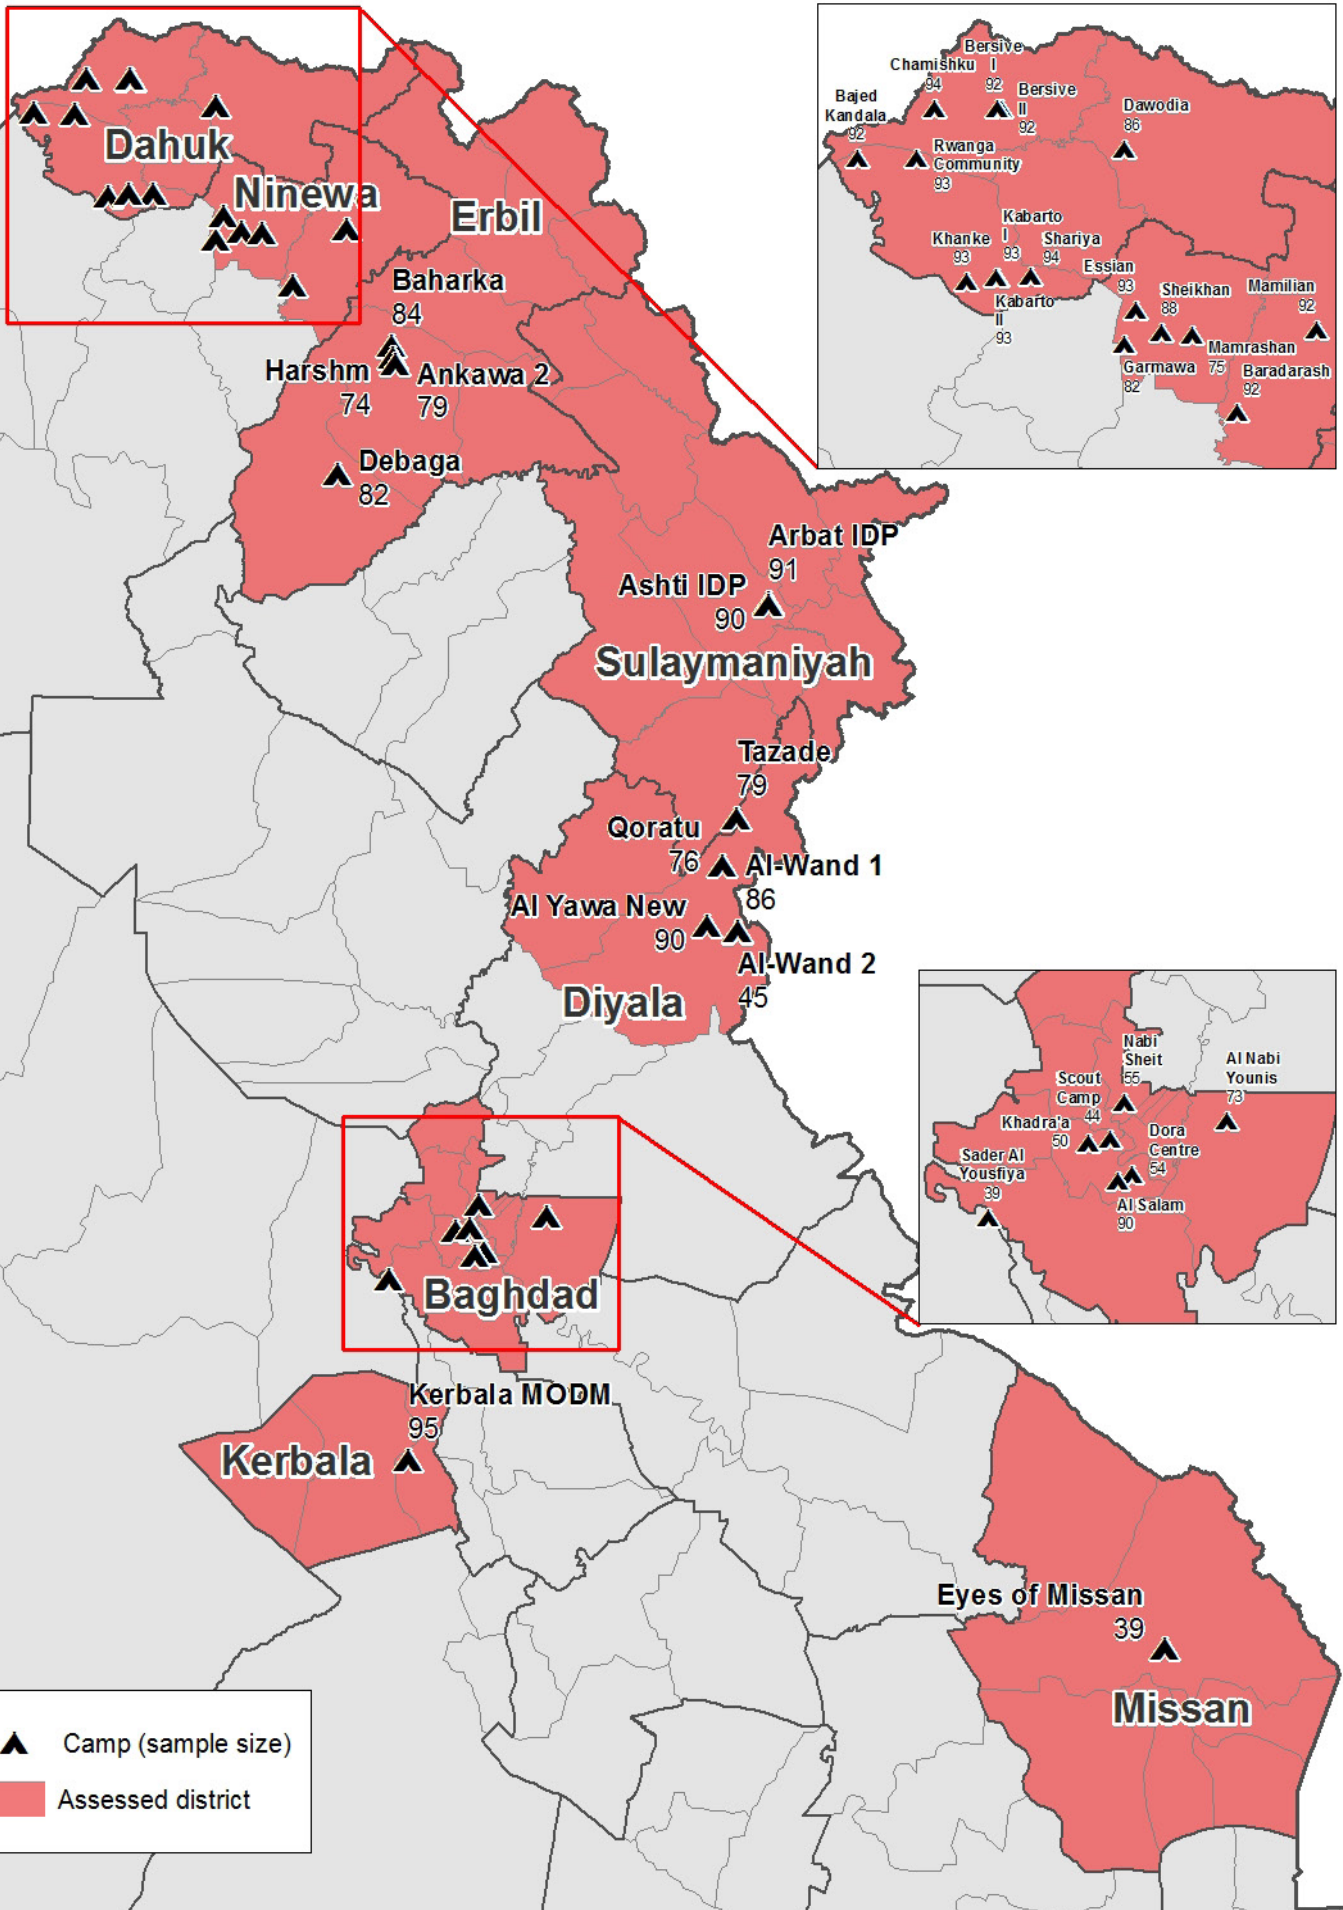 Dahuk
Ninewa
Erbil
Baharka
84
Harshm
74
Ankawa 2
79
Debaga
82
Arbat IDP
91
Ashti IDP
90
Sulaymaniyah
Tazade
79
Qoratu
76
Al-Wand 1
86
Al Yawa New
90
Al-Wand 2
45
Diyala
Baghdad
Kerbala MODM
95
Kerbala
Eyes of Missan
39
Missan
Camp (sample size)
Assessed district
Bersive
I
92
Chamishku
94
Bersive
II
92
Bajed
Kandala
92
Dawodia
86
Rwanga
Community
93
Kabarto
I
93
Khanke
93
Shariya
94
Essian
93
Kabarto
II
93
Sheikhan
88
Mamilian
92
Mamrashan
75
Garmawa
82
Baradarash
92
Nabi
Sheit
55
Al Nabi
Younis
73
Scout
Camp
44
Khadra'a
50
Dora
Centre
54
Sader Al
Yousfiya
39
Al Salam
90